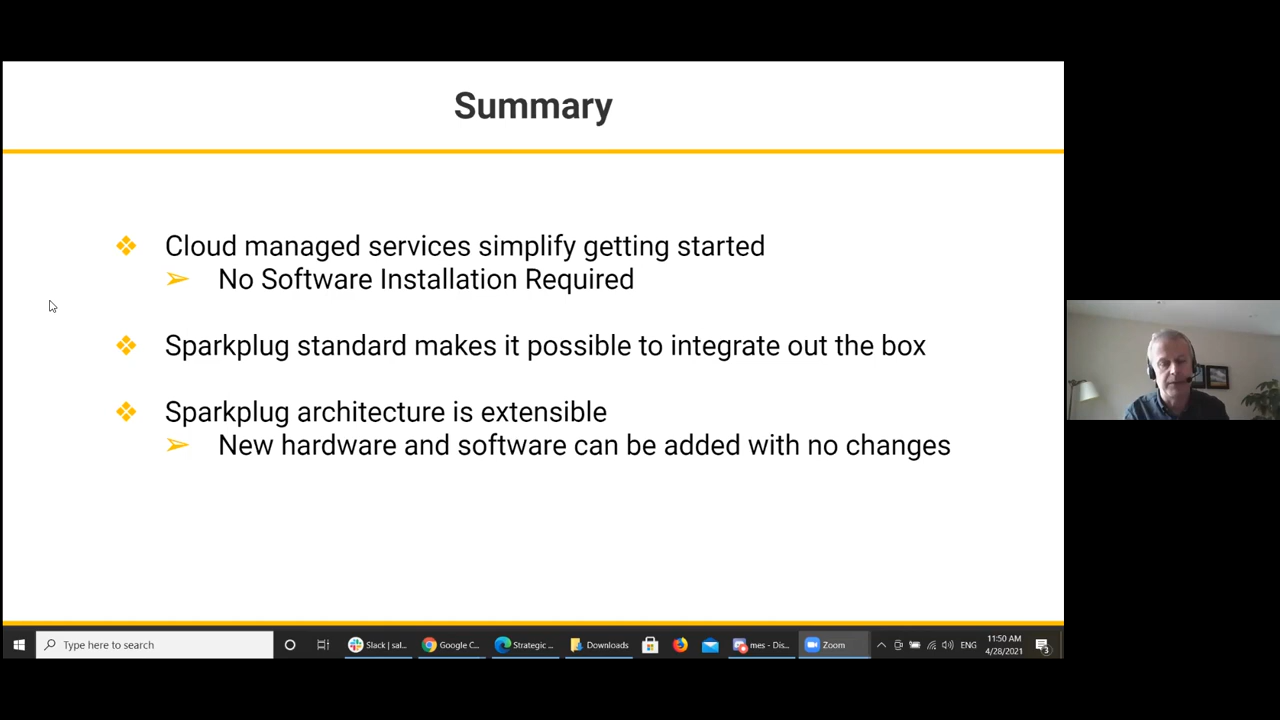 Summary
Cloud managed services simplify getting started
No Software Installation Required
Sparkplug standard makes it possible to integrate out the box
Sparkplug architecture is extensible
New hardware and software can be added with no changes
Type here to search
Slack | sal...
Google C...
Strategic ...
Downloads
mes - Dis...
Zoom
ENG
11:50 AM
4/28/2021
3